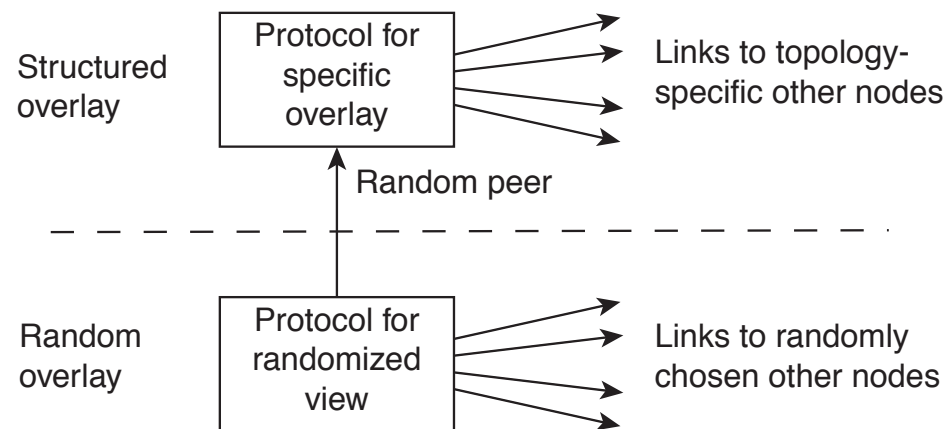 Structured
overlay
Protocol for
specific
overlay
Links to topology-
specific other nodes
Random peer
Random
overlay
Protocol for
randomized
view
Links to randomly
chosen other nodes